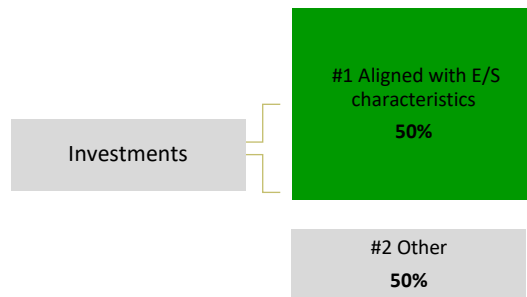 #1 Aligned with E/S
characteristics
50%
Investments
#2 Other
50%